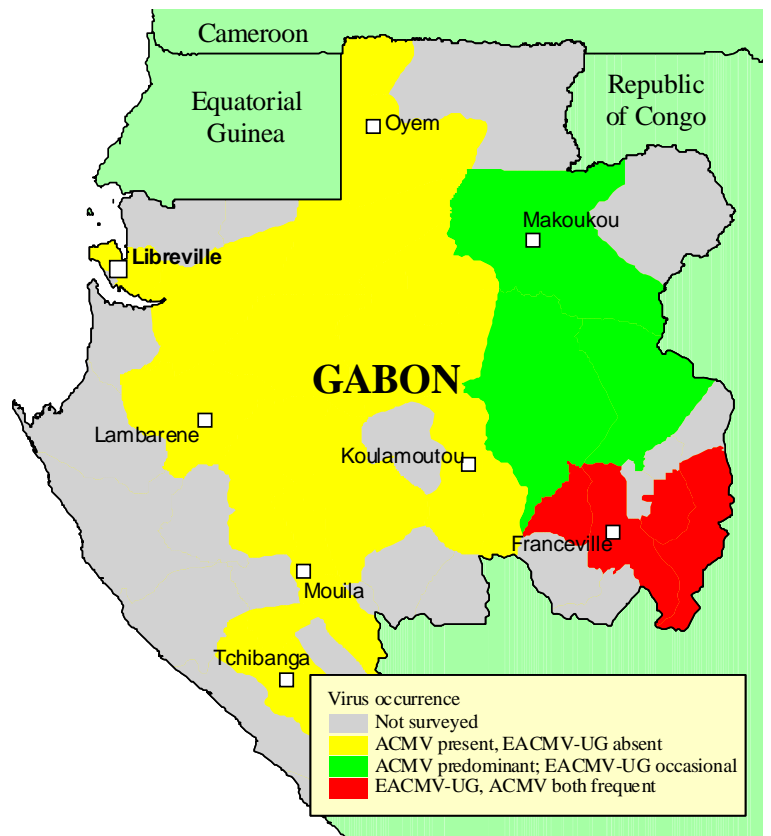 Cameroon
Equatorial
Guinea
Republic
of Congo
Oyem
Makoukou
Libreville
GABON
Lambarene
Koulamoutou
Franceville
Mouila
Tchibanga
Virus occurrence
Not surveyed
ACMV present, EACMV-UG absent
ACMV predominant; EACMV-UG occasional
EACMV-UG, ACMV both frequent